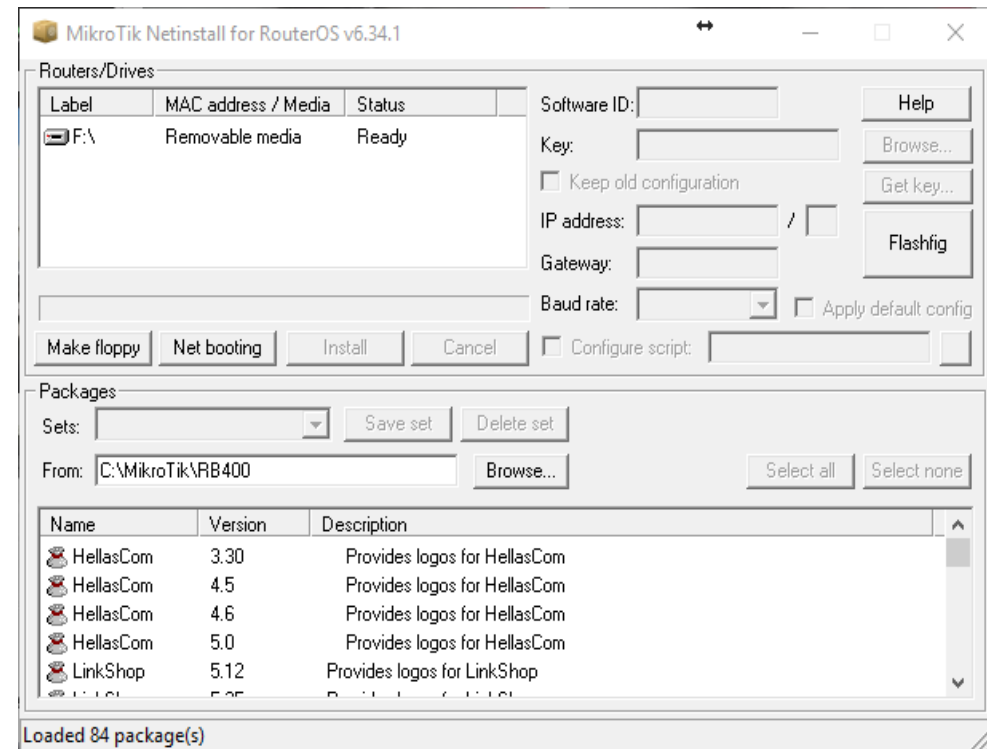 MikroTik Netinstall for RouterOS v6.34.1
Routers/Drives
Label MAC address / Media Status
F:\ Removable media Ready
Software ID: Help
Key: Browse...
Keep old configuration Get key...
IP address: / Flashfig
Gateway:
Baud rate: Apply default config
Make floppy Net booting Install Cancel Configure script:
Packages
Sets: Save set Delete set
From: C:\MikroTik\RB400 Browse... Select all Select none
Name Version Description
HellasCom 3.30 Provides logos for HellasCom
HellasCom 4.5 Provides logos for HellasCom
HellasCom 4.6 Provides logos for HellasCom
HellasCom 5.0 Provides logos for HellasCom
LinkShop 5.12 Provides logos for LinkShop
Loaded 84 package(s)